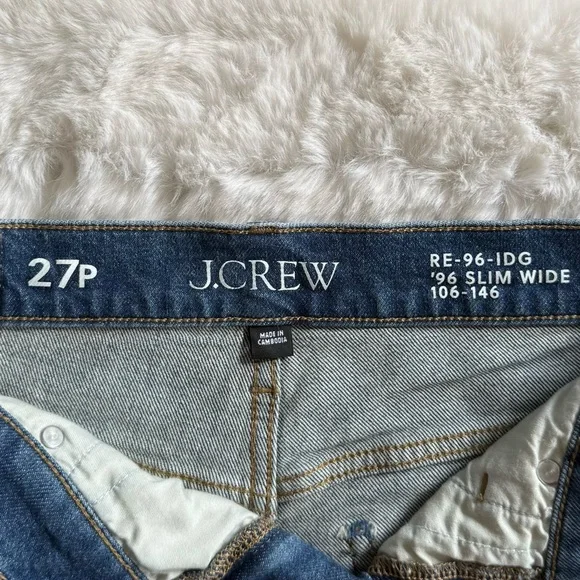 27P
J.CREW
RE-96-IDG
'96 SLIM WIDE
106-146
MADE IN
CAMBODIA